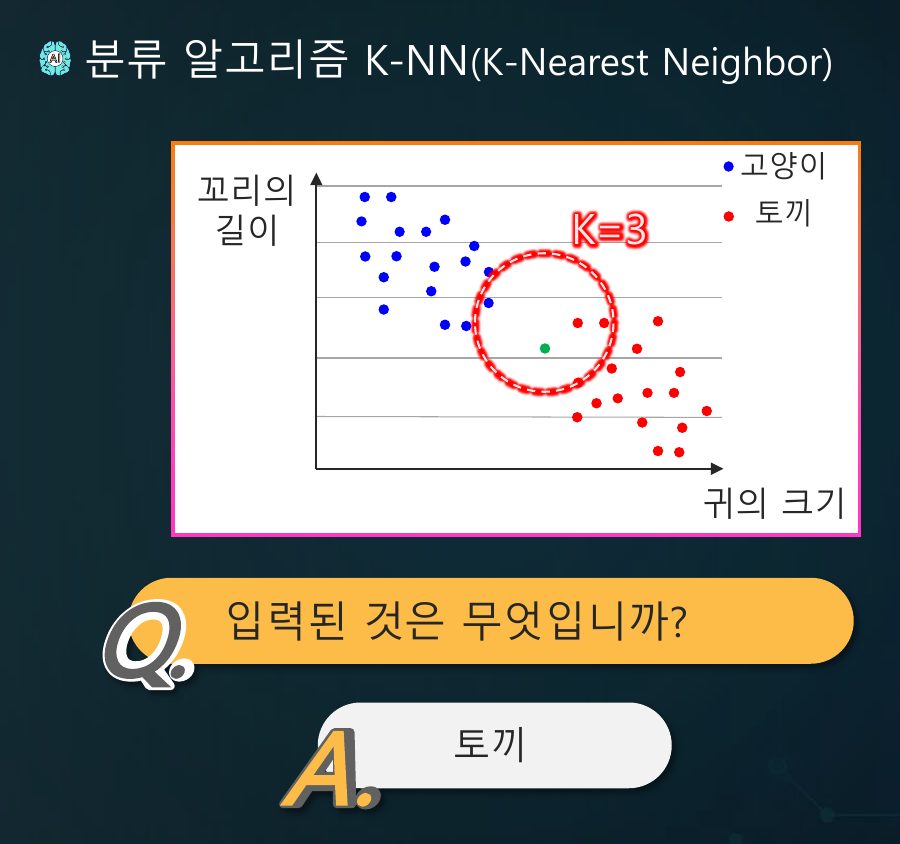 AI 분류 알고리즘 K-NN(K-Nearest Neighbor)
꼬리의
길이
고양이
토끼
K=3
귀의 크기
Q. 입력된 것은 무엇입니까?
A. 토끼